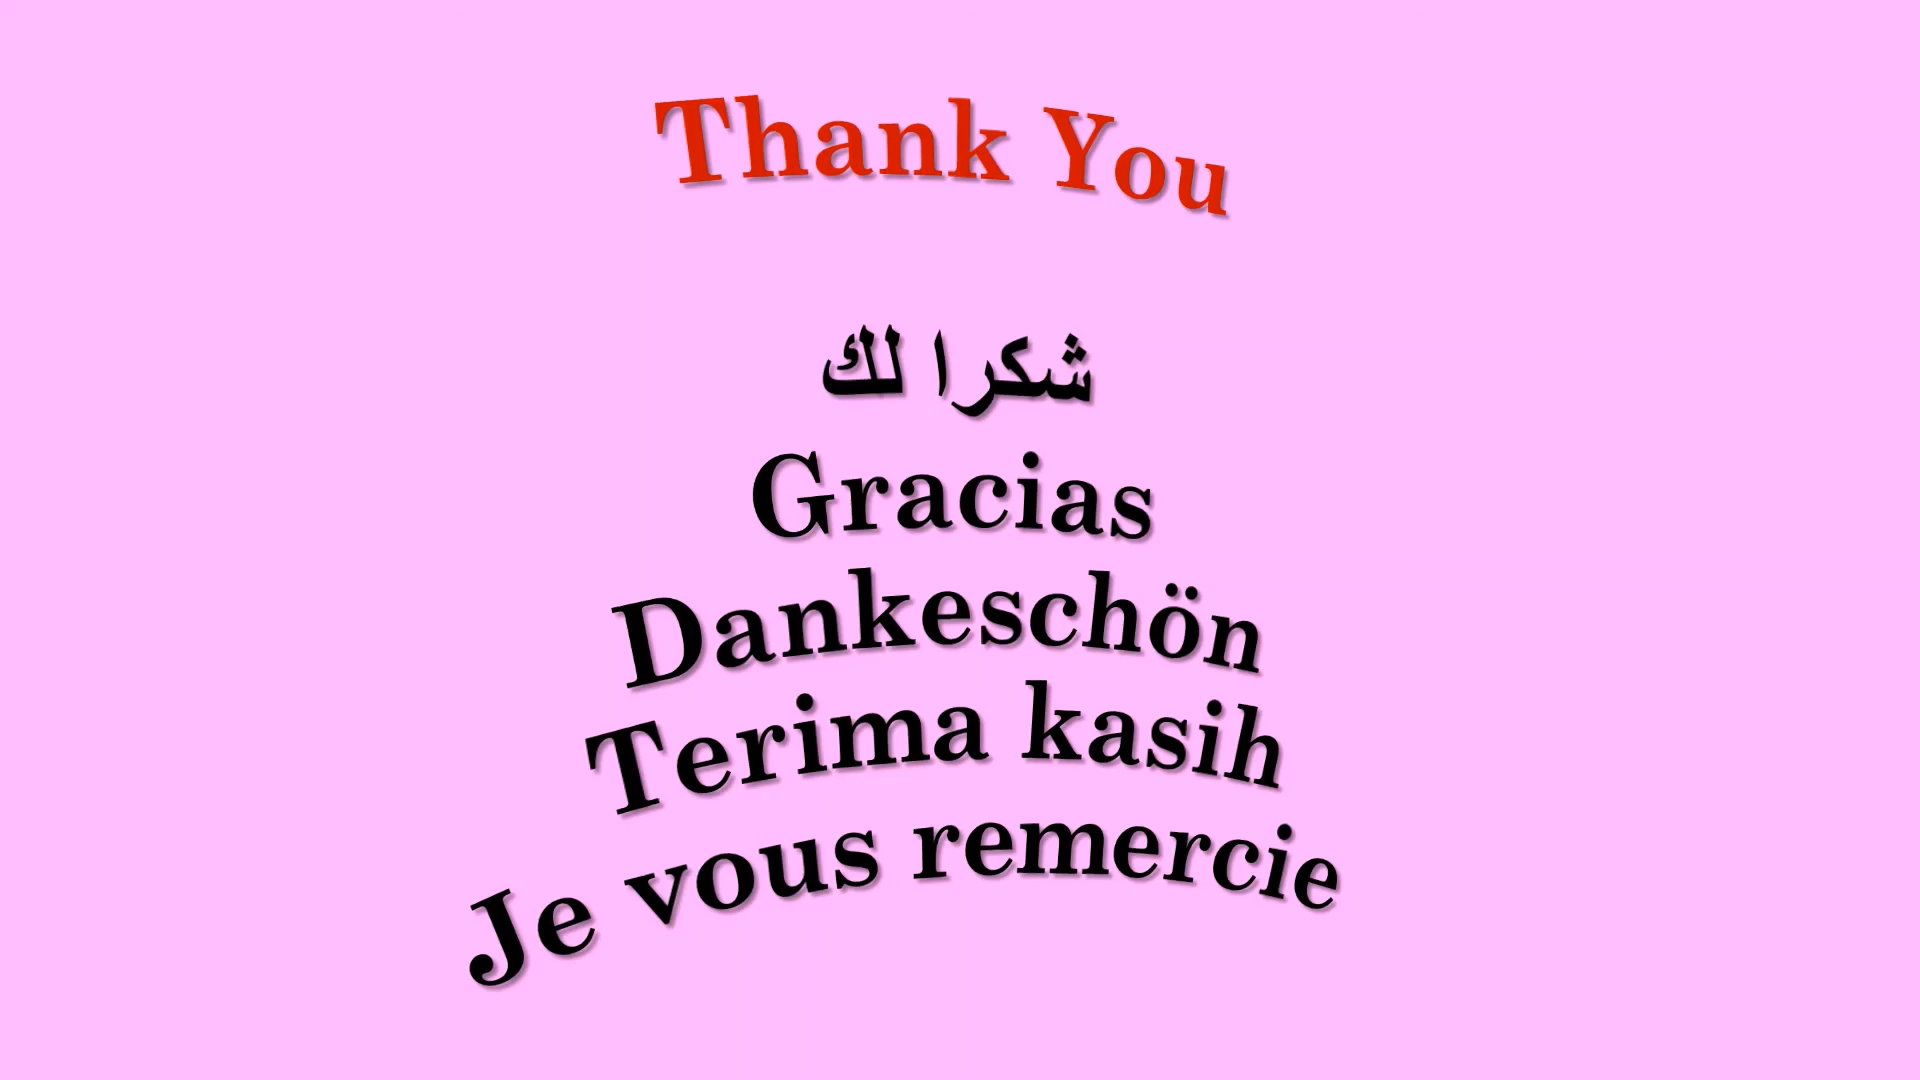 Thank You
شكرا لك
Gracias
Dankeschön
Terima kasih
Je vous remercie